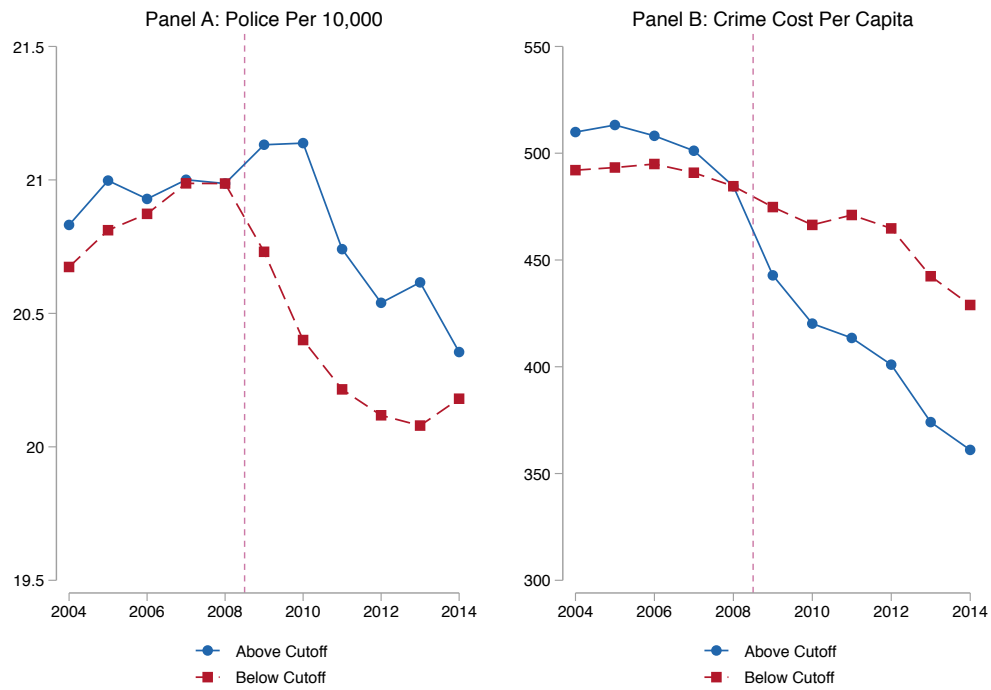 Panel A: Police Per 10,000
21.5
21
20.5
20
19.5
2004 2006 2008 2010 2012 2014
Above Cutoff
Below Cutoff
Panel B: Crime Cost Per Capita
550
500
450
400
350
300
2004 2006 2008 2010 2012 2014
Above Cutoff
Below Cutoff